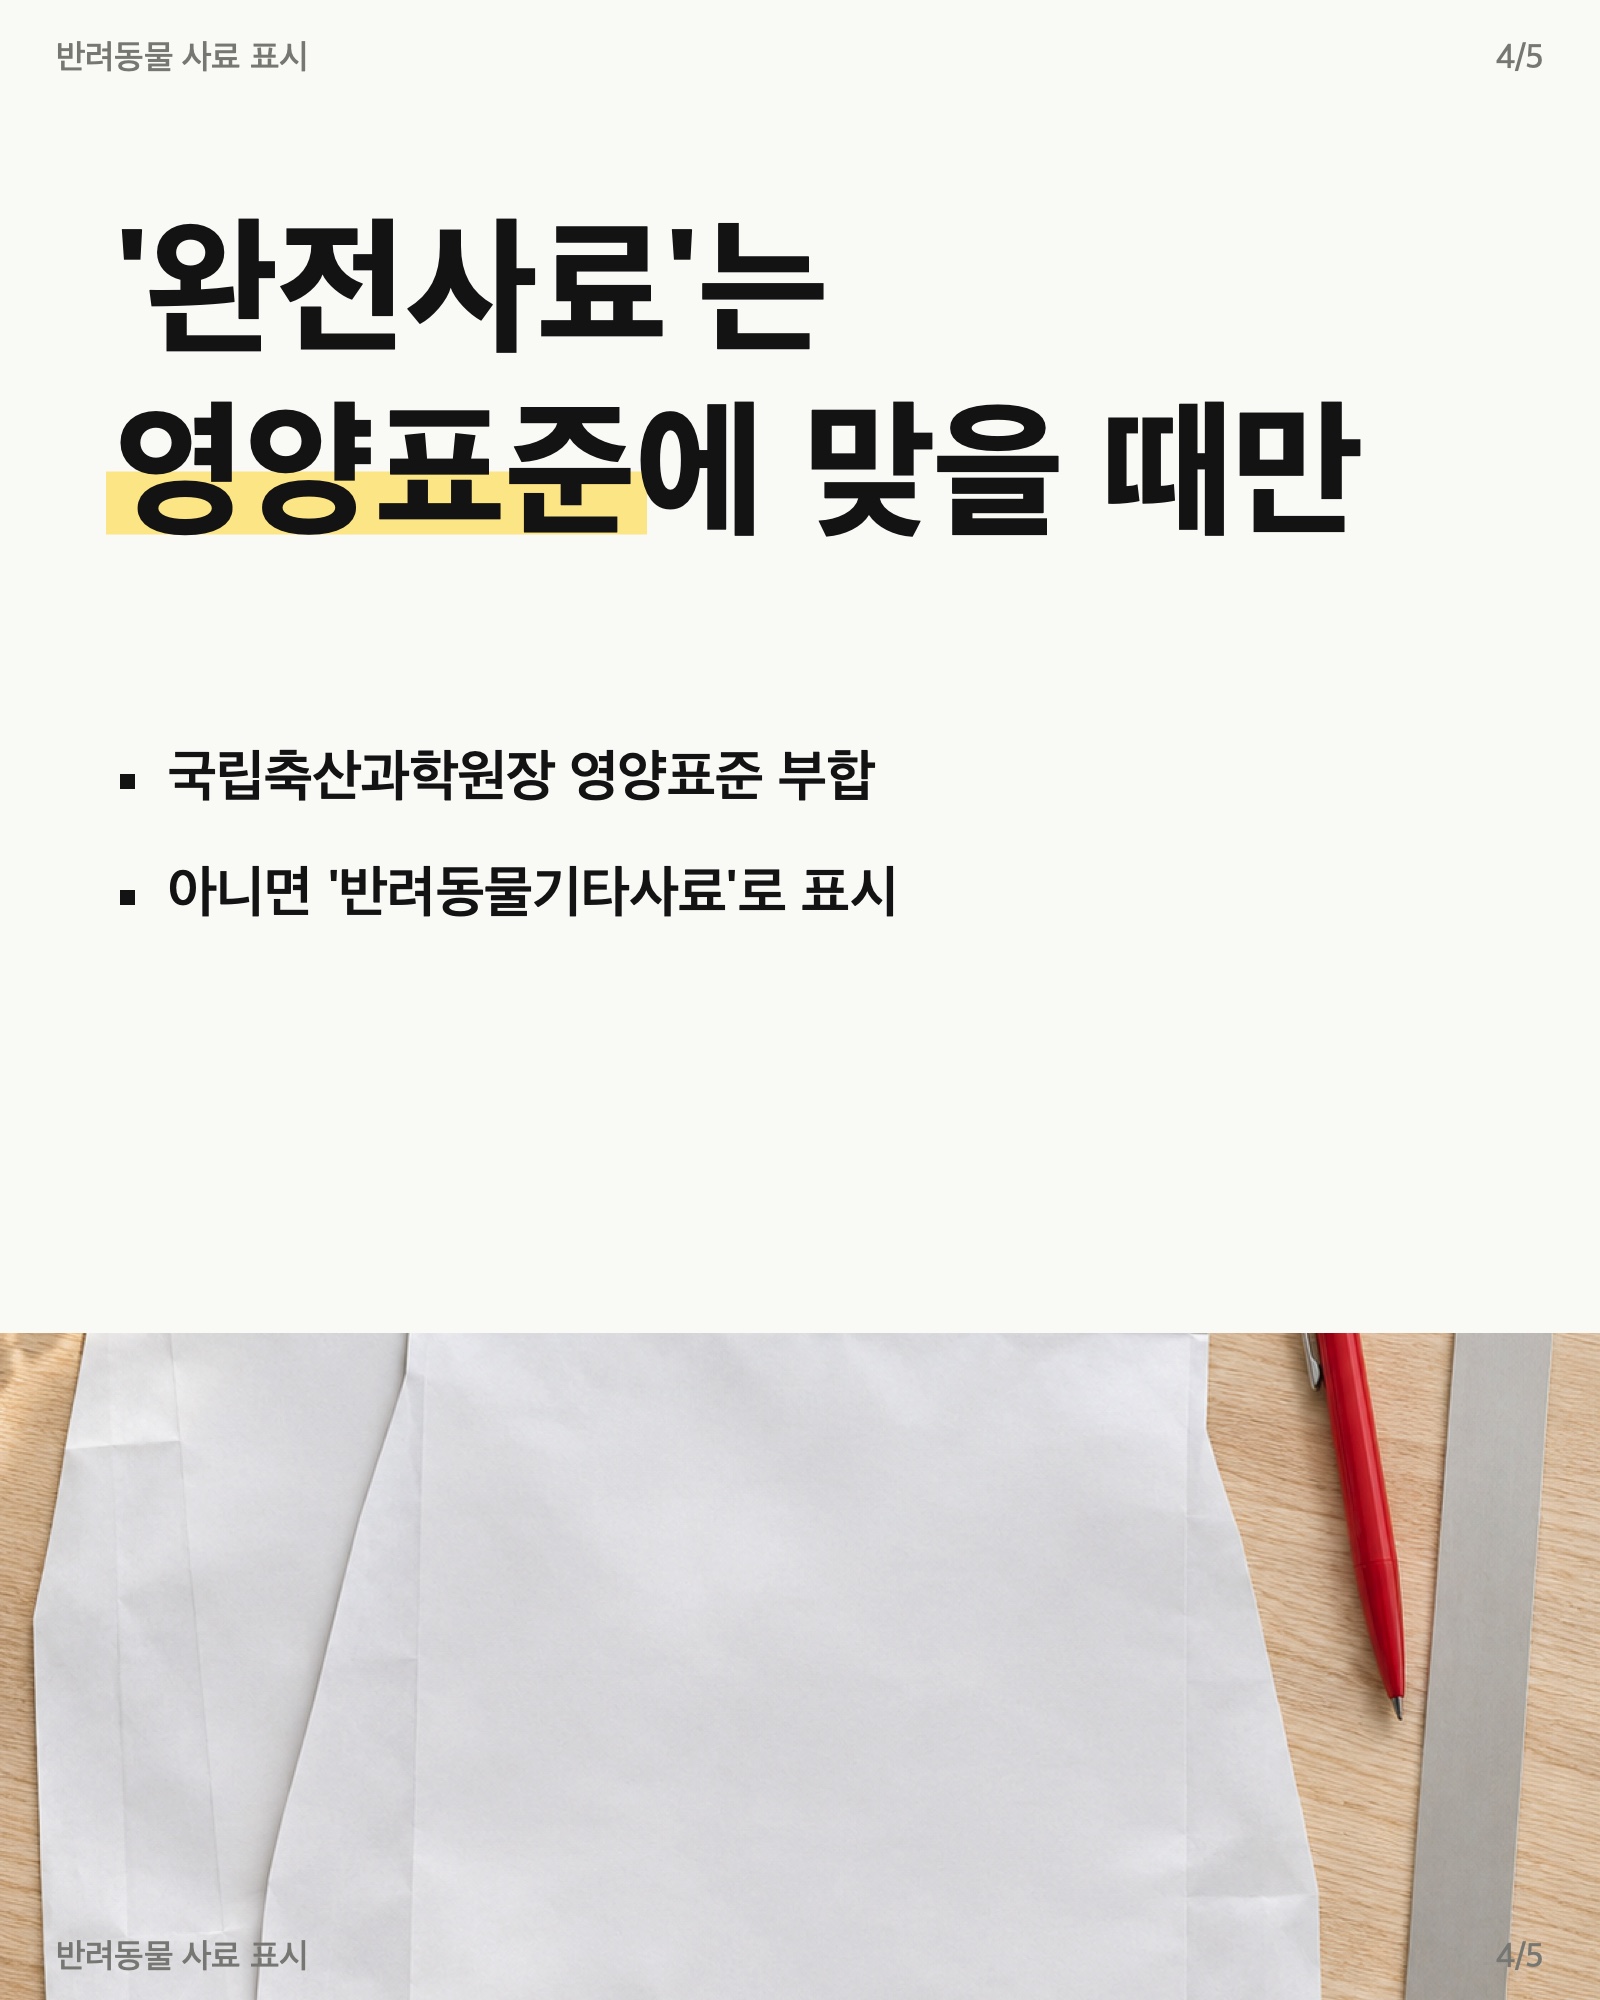 반려동물 사료 표시
4/5
'완전사료'는
영양표준에 맞을 때만
국립축산과학원장 영양표준 부합
아니면 '반려동물기타사료'로 표시
반려동물 사료 표시
4/5